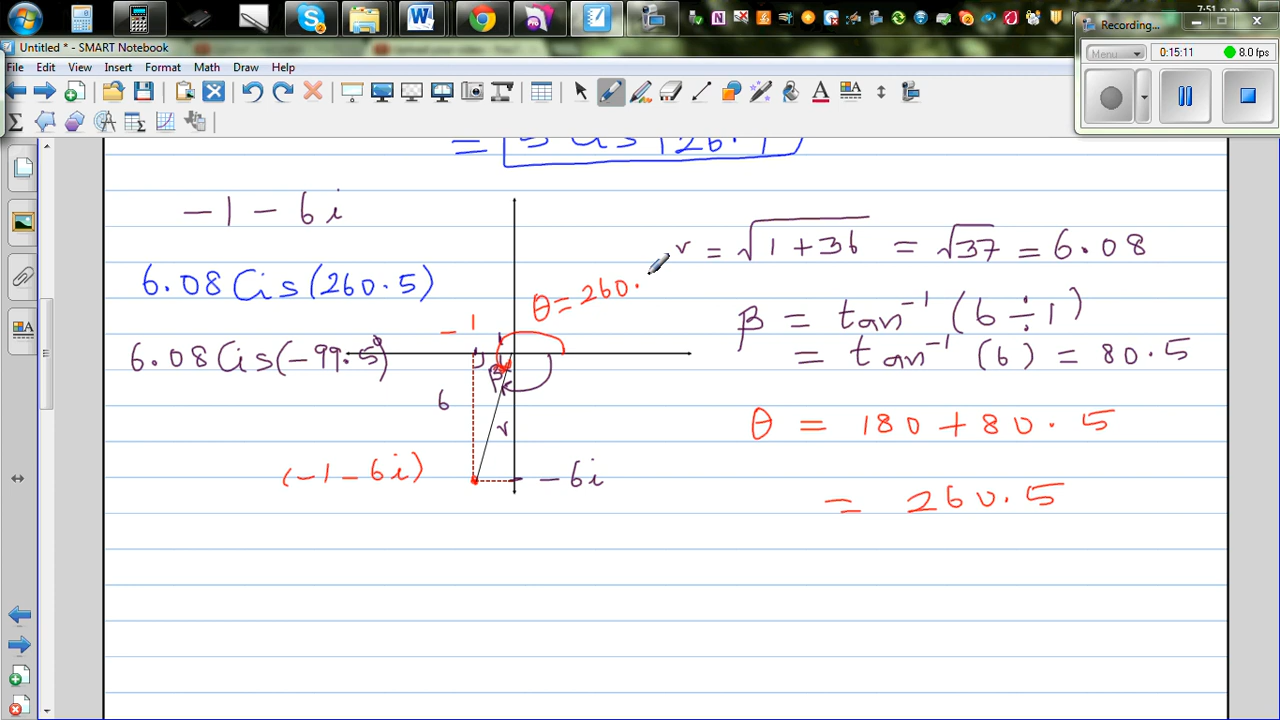 7:51 p.m.
Recording...
Untitled * - SMART Notebook
Menu
0:15:11
8.0 fps
File Edit View Insert Format Math Draw Help
=
- 1 - 6i
r = √1 + 36 = √37 = 6.08
6.08 Cis (260.5)
θ = 260.
- 1
β = tan⁻¹ (6 ÷ 1)
6.08 Cis (-99.5°)
= tan⁻¹ (6) = 80.5
β
6
r
θ = 180 + 80.5
(-1 - 6i)
- 6i
= 260.5